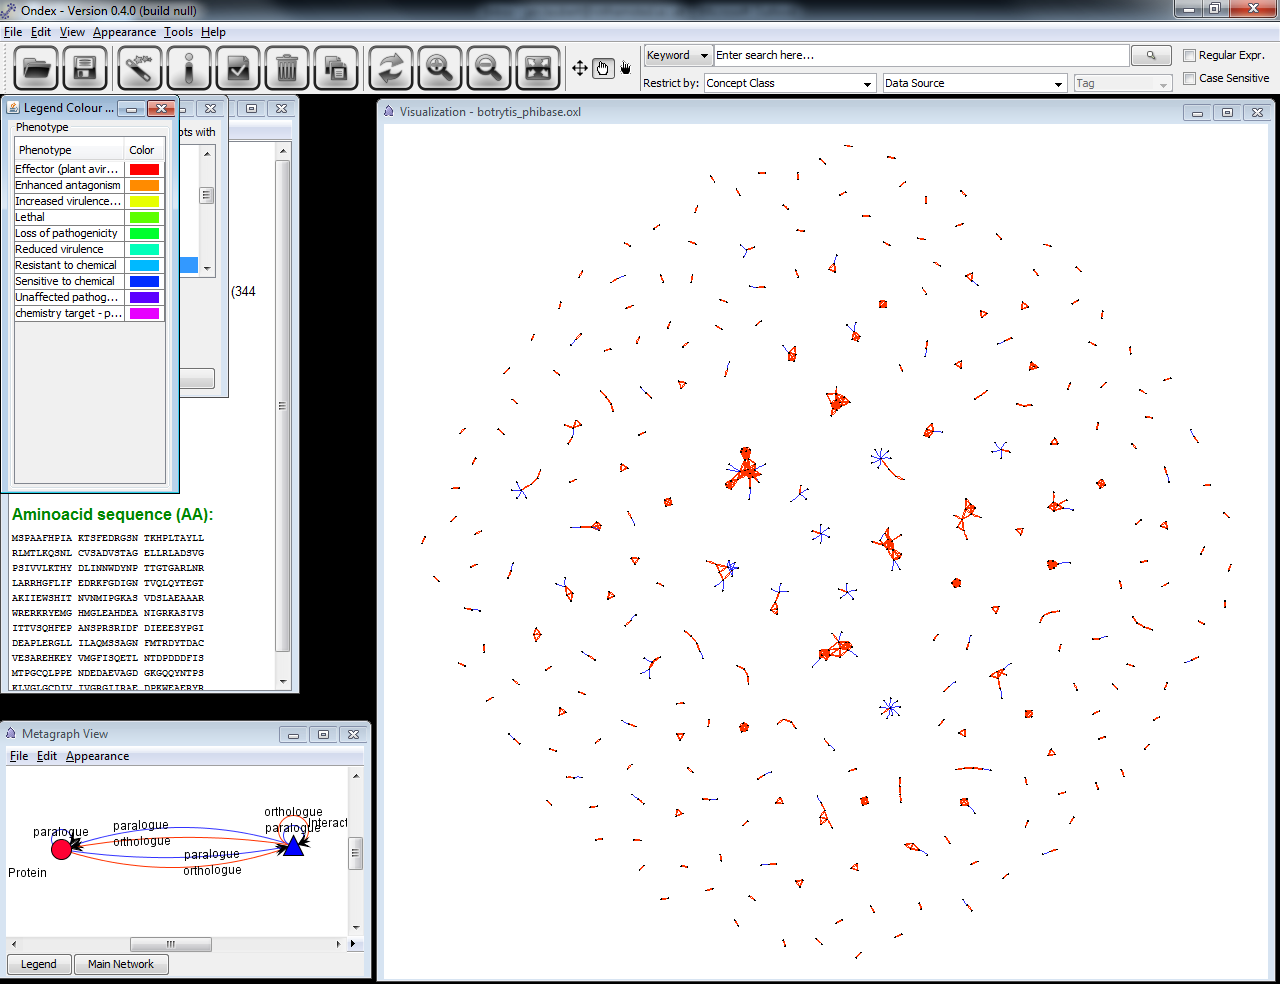 Ondex - Version 0.4.0 (build null)
File Edit View Appearance Tools Help
Keyword
Enter search here...
Regular Expr.
Restrict by:
Concept Class
Data Source
Tag
Case Sensitive
Legend Colour ...
Phenotype
Phenotype Color
Effector (plant avir...
Enhanced antagonism
Increased virulence...
Lethal
Loss of pathogenicity
Reduced virulence
Resistant to chemical
Sensitive to chemical
Unaffected pathog...
chemistry target - p...
pts with
(344
Aminoacid sequence (AA):
MSPAAFHPIA KTSFEDRGSN TKHPLTAYLL
RLMTLKQSNL CVSADVSTAG ELLRLADSVG
PSIVVLKTHY DLINNWDYNP TTGTGARLNR
LARRHGFLIF EDRKFGDIGN TVQLQYTEGT
AKIIEWSHIT NVNMIPGKAS VDSLAEAAAR
WRERKRYEMG HMGLEAHDEA NIGRKASIVS
ITTVSQHFEP ANSPRSRIDF DIEEESYPGI
DEAPLERGLL ILAQMSSAGN FMTRDYTDAC
VESAREHKEY VMGFISQETL NTDPDDDFIS
MTPGCQLPPE NDEDAEVAGD GKGQQYNTPS
KLVGLGCDIV IVGRGIIRAE DPKWEAERYR
Visualization - botrytis_phibase.oxl
Metagraph View
File Edit Appearance
paralogue
paralogue
orthologue
orthologue
paralogue
Interact
paralogue
orthologue
Protein
Legend
Main Network